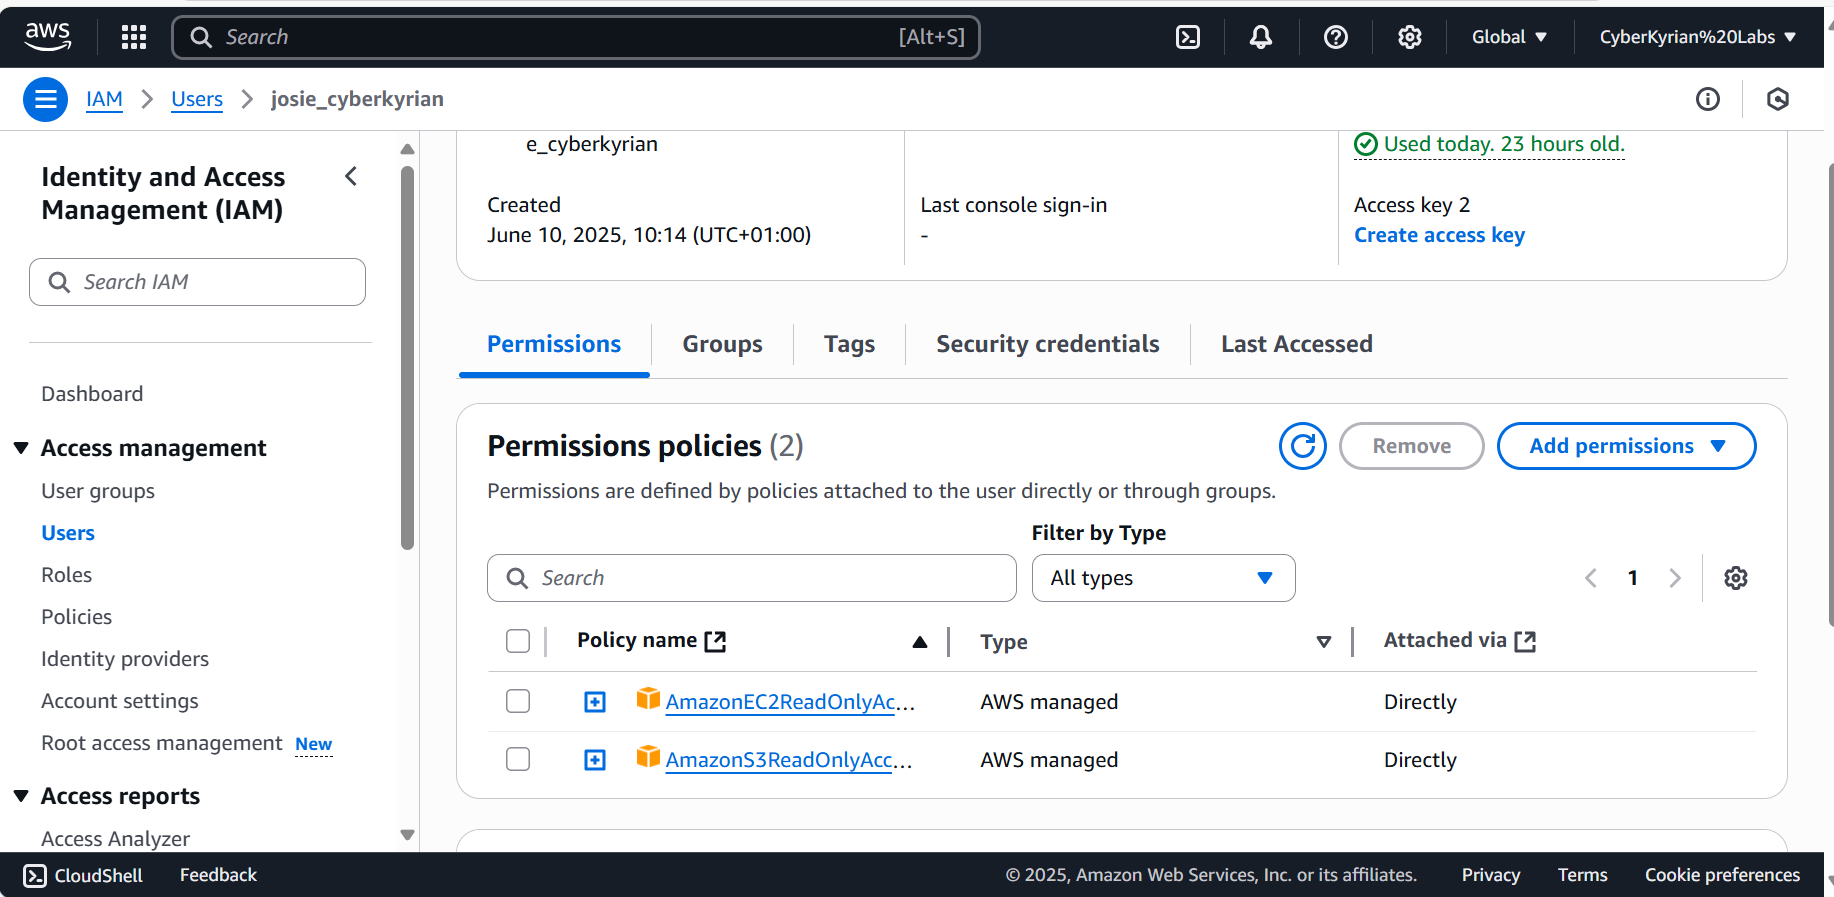 aws
Search [Alt+S]
Global
CyberKyrian%20Labs
IAM
Users
josie_cyberkyrian
Identity and Access
Management (IAM)
Search IAM
Dashboard
Access management
User groups
Users
Roles
Policies
Identity providers
Account settings
Root access management New
Access reports
Access Analyzer
e_cyberkyrian
Created
June 10, 2025, 10:14 (UTC+01:00)
Last console sign-in
-
Used today. 23 hours old.
Access key 2
Create access key
Permissions
Groups
Tags
Security credentials
Last Accessed
Permissions policies (2)
Remove
Add permissions
Permissions are defined by policies attached to the user directly or through groups.
Filter by Type
Search
All types
1
Policy name
Type
Attached via
AmazonEC2ReadOnlyAc...
AWS managed
Directly
AmazonS3ReadOnlyAcc...
AWS managed
Directly
CloudShell
Feedback
© 2025, Amazon Web Services, Inc. or its affiliates.
Privacy
Terms
Cookie preferences